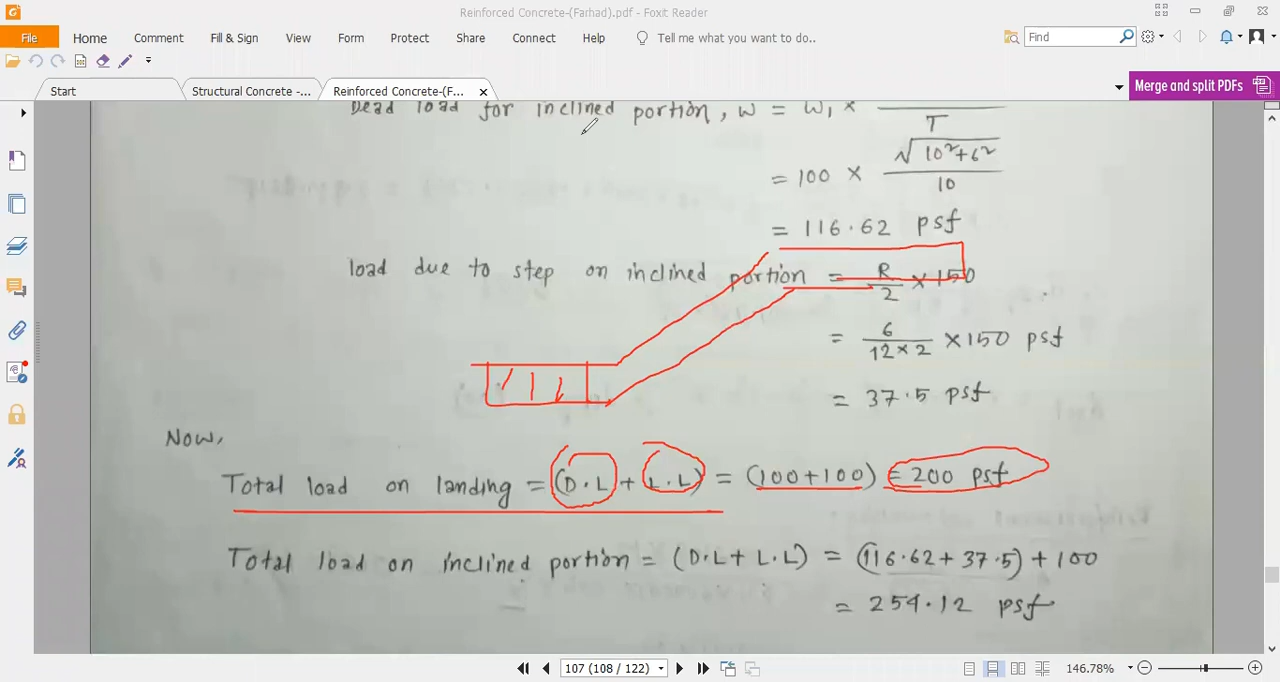 Reinforced Concrete-(Farhad).pdf - Foxit Reader
File Home Comment Fill & Sign View Form Protect Share Connect Help Tell me what you want to do.. Find
Start Structural Concrete -... Reinforced Concrete-(F... Merge and split PDFs
Dead load for inclined portion, w = w₁ ×
T
= 100 × √10²+6² / 10
= 116.62 psf
load due to step on inclined portion = R/2 × 150
= 6/12×2 × 150 psf
= 37.5 psf
Now,
Total load on landing = (D.L + L.L) = (100+100) = 200 psf
Total load on inclined portion = (D.L + L.L) = (116.62 + 37.5) + 100
= 254.12 psf
107 (108 / 122) 146.78%